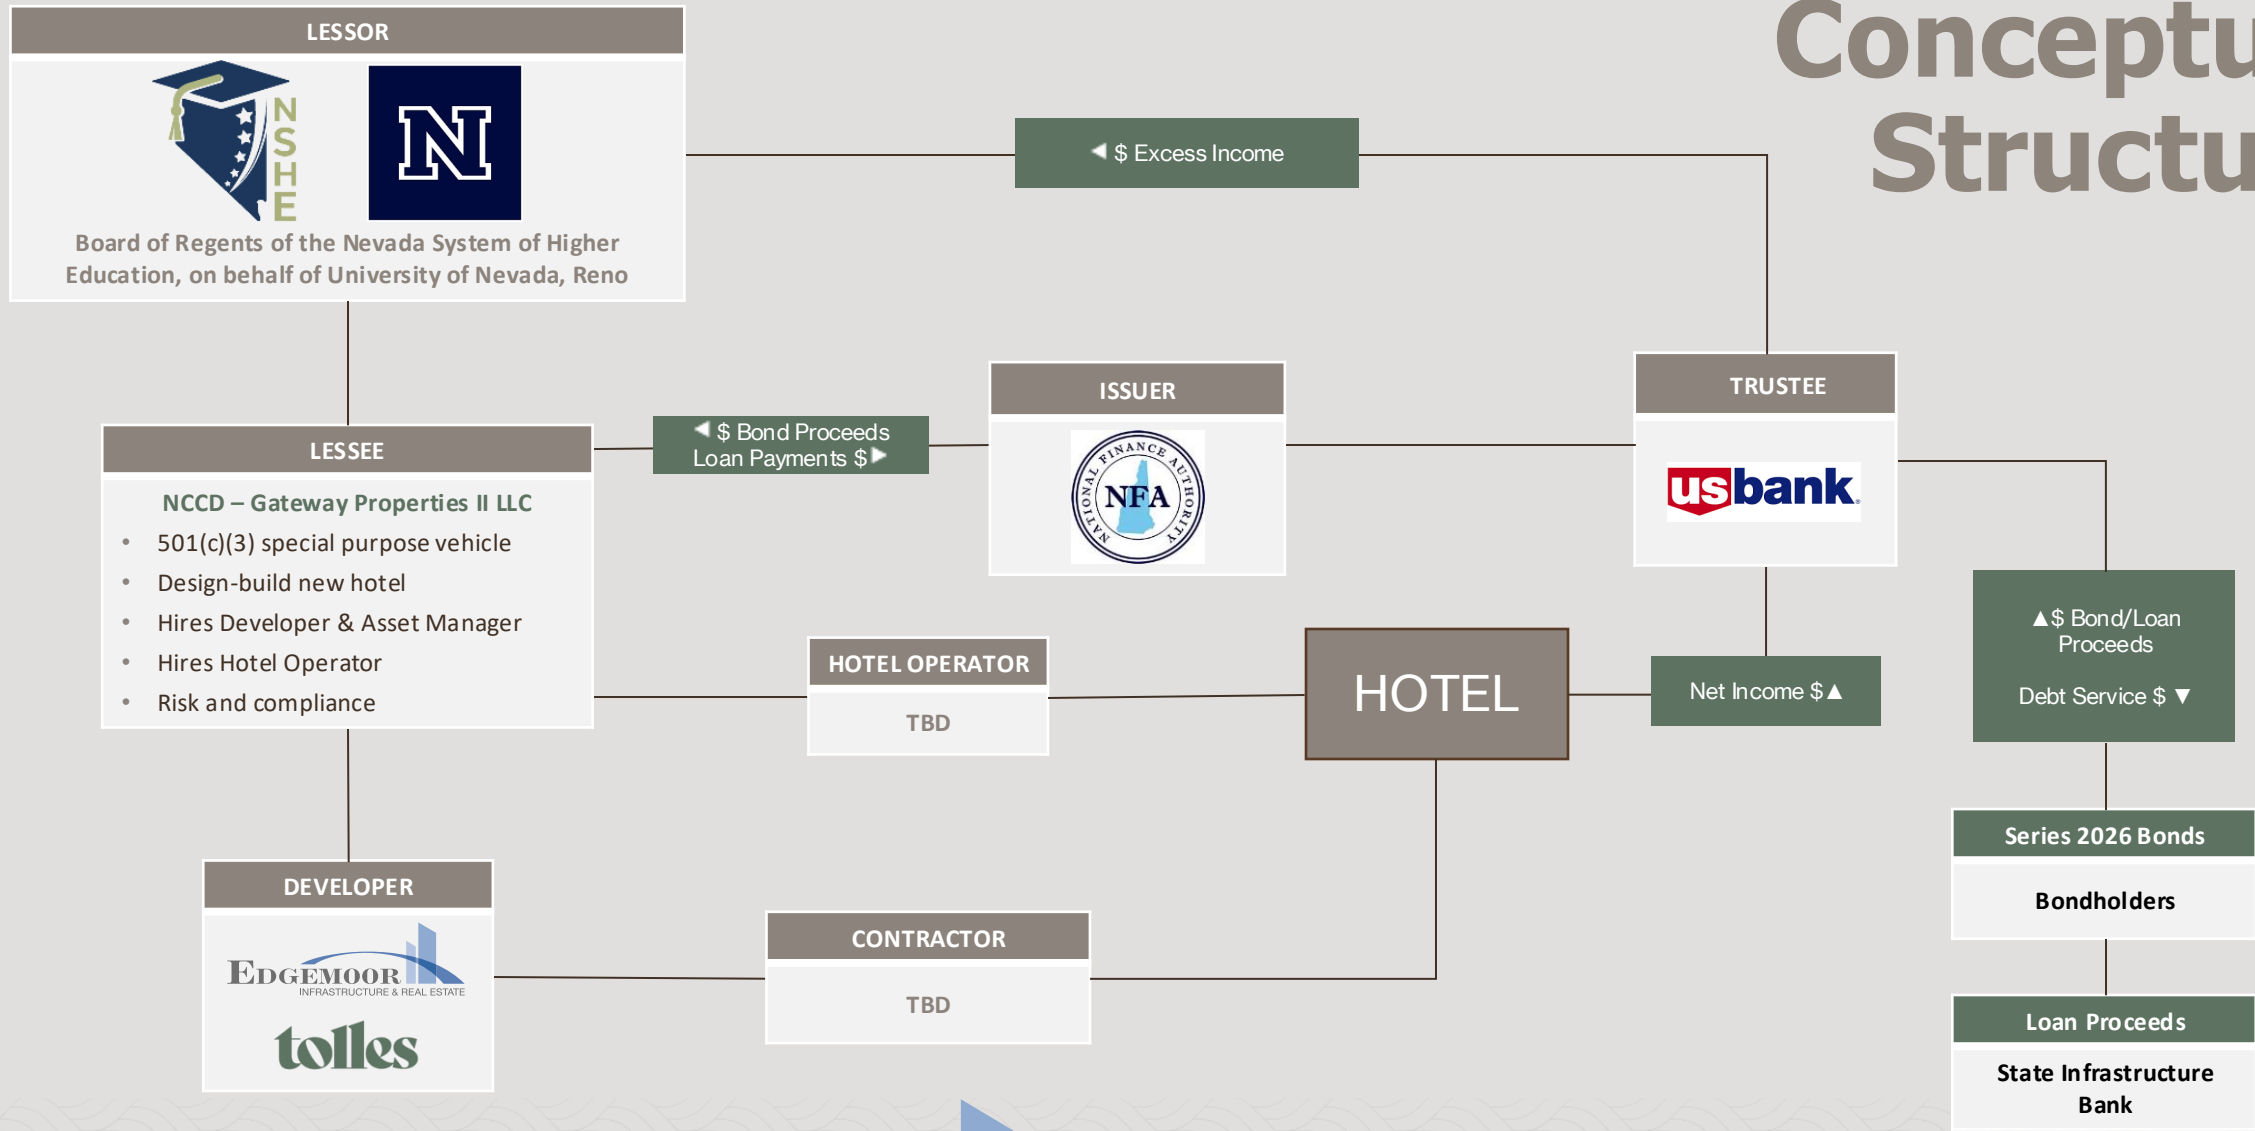 Conceptu
Structu
LESSOR
NSHE
N
Board of Regents of the Nevada System of Higher
Education, on behalf of University of Nevada, Reno
◄ $ Excess Income
ISSUER
NATIONAL FINANCE AUTHORITY
NFA
TRUSTEE
usbank
◄ $ Bond Proceeds
Loan Payments $►
LESSEE
NCCD – Gateway Properties II LLC
• 501(c)(3) special purpose vehicle
• Design-build new hotel
• Hires Developer & Asset Manager
• Hires Hotel Operator
• Risk and compliance
HOTEL OPERATOR
TBD
HOTEL
Net Income $▲
▲$ Bond/Loan
Proceeds
Debt Service $ ▼
Series 2026 Bonds
Bondholders
Loan Proceeds
State Infrastructure
Bank
DEVELOPER
EDGEMOOR
INFRASTRUCTURE & REAL ESTATE
tolles
CONTRACTOR
TBD